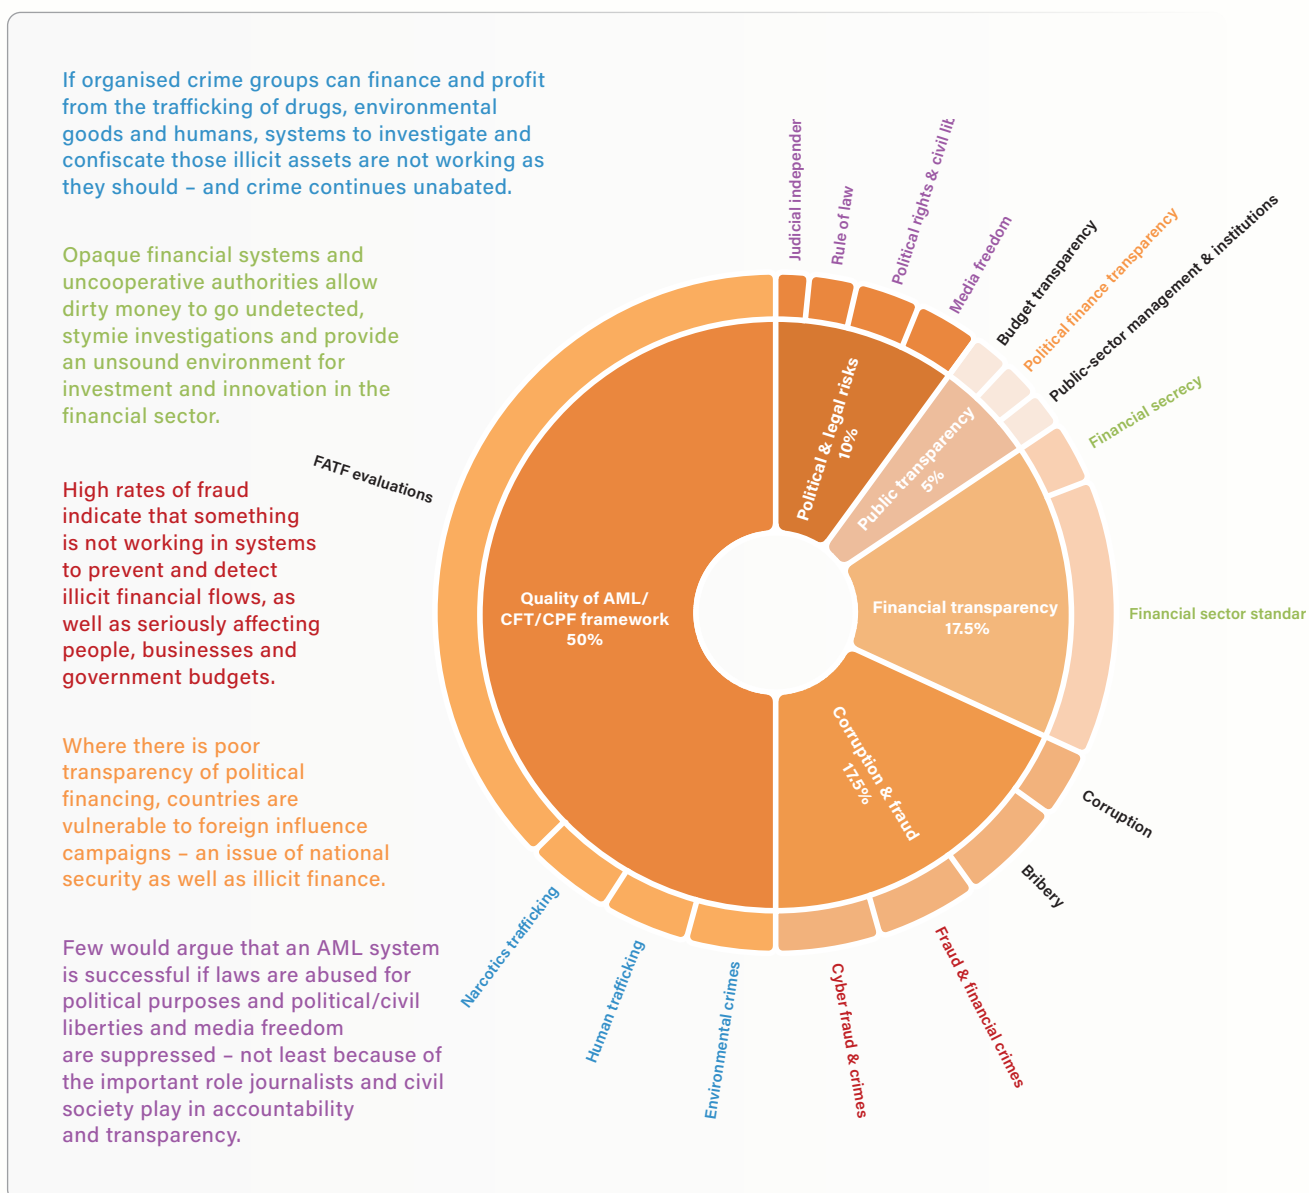 If organised crime groups can finance and profit
from the trafficking of drugs, environmental
goods and humans, systems to investigate and
confiscate those illicit assets are not working as
they should – and crime continues unabated.
Opaque financial systems and
uncooperative authorities allow
dirty money to go undetected,
stymie investigations and provide
an unsound environment for
investment and innovation in the
financial sector.
High rates of fraud
indicate that something
is not working in systems
to prevent and detect
illicit financial flows, as
well as seriously affecting
people, businesses and
government budgets.
Where there is poor
transparency of political
financing, countries are
vulnerable to foreign influence
campaigns – an issue of national
security as well as illicit finance.
Few would argue that an AML system
is successful if laws are abused for
political purposes and political/civil
liberties and media freedom
are suppressed – not least because of
the important role journalists and civil
society play in accountability
and transparency.
Judicial independen
Rule of law
Political rights & civil lib
Media freedom
Budget transparency
Political finance transparency
Public-sector management & institutions
Financial secrecy
Financial sector standar
Corruption
Bribery
Fraud & financial crimes
Cyber fraud & crimes
Environmental crimes
Human trafficking
Narcotics trafficking
FATF evaluations
Political & legal risks
10%
Public transparency
5%
Financial transparency
17.5%
Corruption & fraud
17.5%
Quality of AML/
CFT/CPF framework
50%